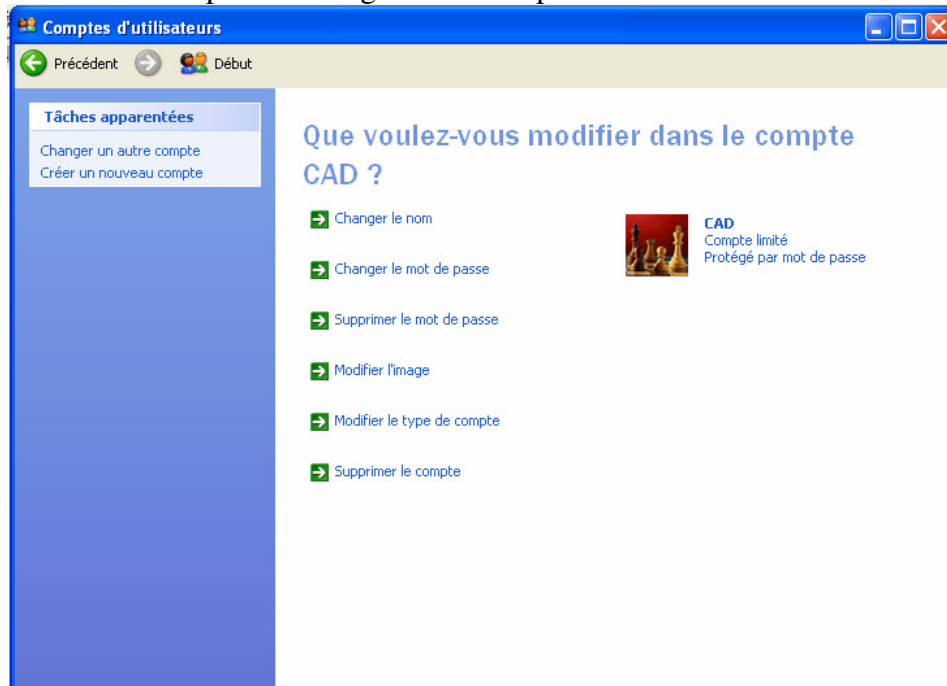 Comptes d'utilisateurs
Précédent
Début
Tâches apparentées
Changer un autre compte
Créer un nouveau compte
Que voulez-vous modifier dans le compte
CAD ?
Changer le nom
Changer le mot de passe
Supprimer le mot de passe
Modifier l'image
Modifier le type de compte
Supprimer le compte
CAD
Compte limité
Protégé par mot de passe